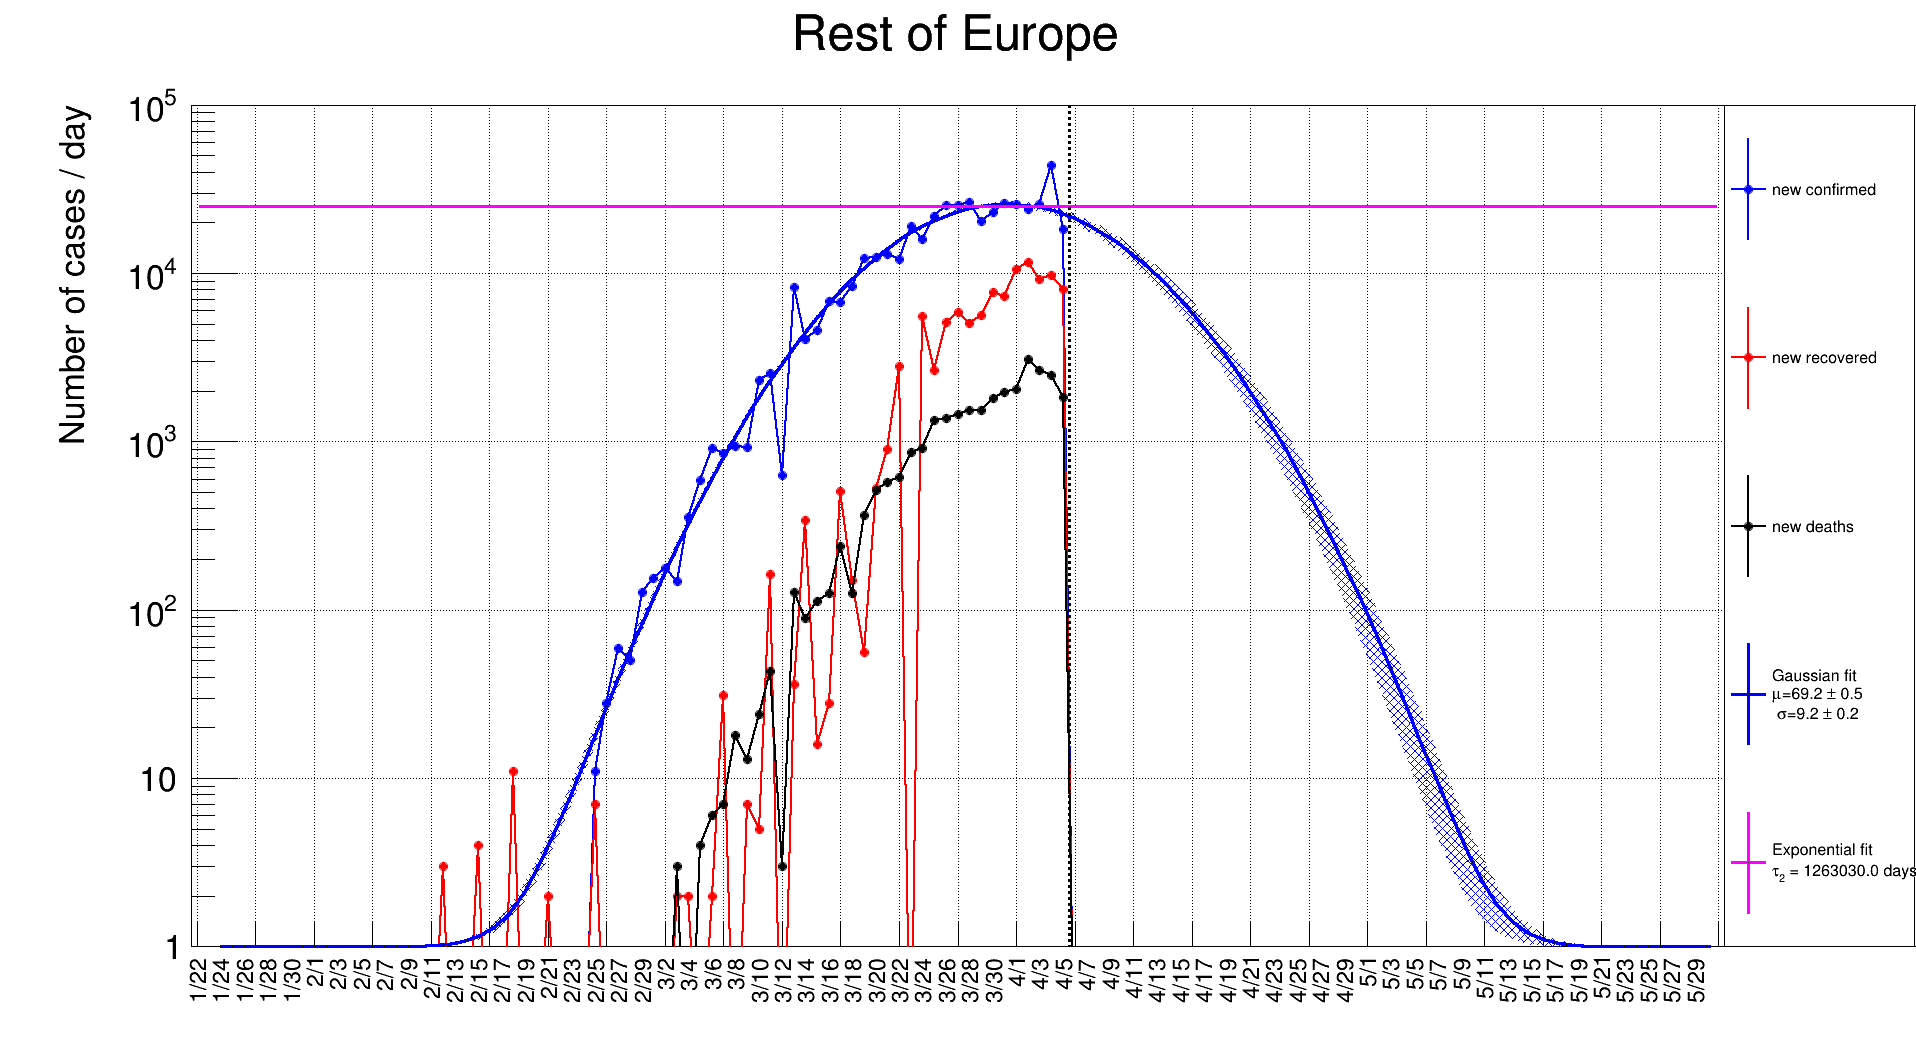 Rest of Europe
Number of cases / day
10^5
10^4
10^3
10^2
10
1
1/22 1/24 1/26 1/28 1/30 2/1 2/3 2/5 2/7 2/9 2/11 2/13 2/15 2/17 2/19 2/21 2/23 2/25 2/27 2/29 3/2 3/4 3/6 3/8 3/10 3/12 3/14 3/16 3/18 3/20 3/22 3/24 3/26 3/28 3/30 4/1 4/3 4/5 4/7 4/9 4/11 4/13 4/15 4/17 4/19 4/21 4/23 4/25 4/27 4/29 5/1 5/3 5/5 5/7 5/9 5/11 5/13 5/15 5/17 5/19 5/21 5/23 5/25 5/27 5/29
new confirmed
new recovered
new deaths
Gaussian fit
μ=69.2 ± 0.5
σ=9.2 ± 0.2
Exponential fit
τ_2 = 1263030.0 days